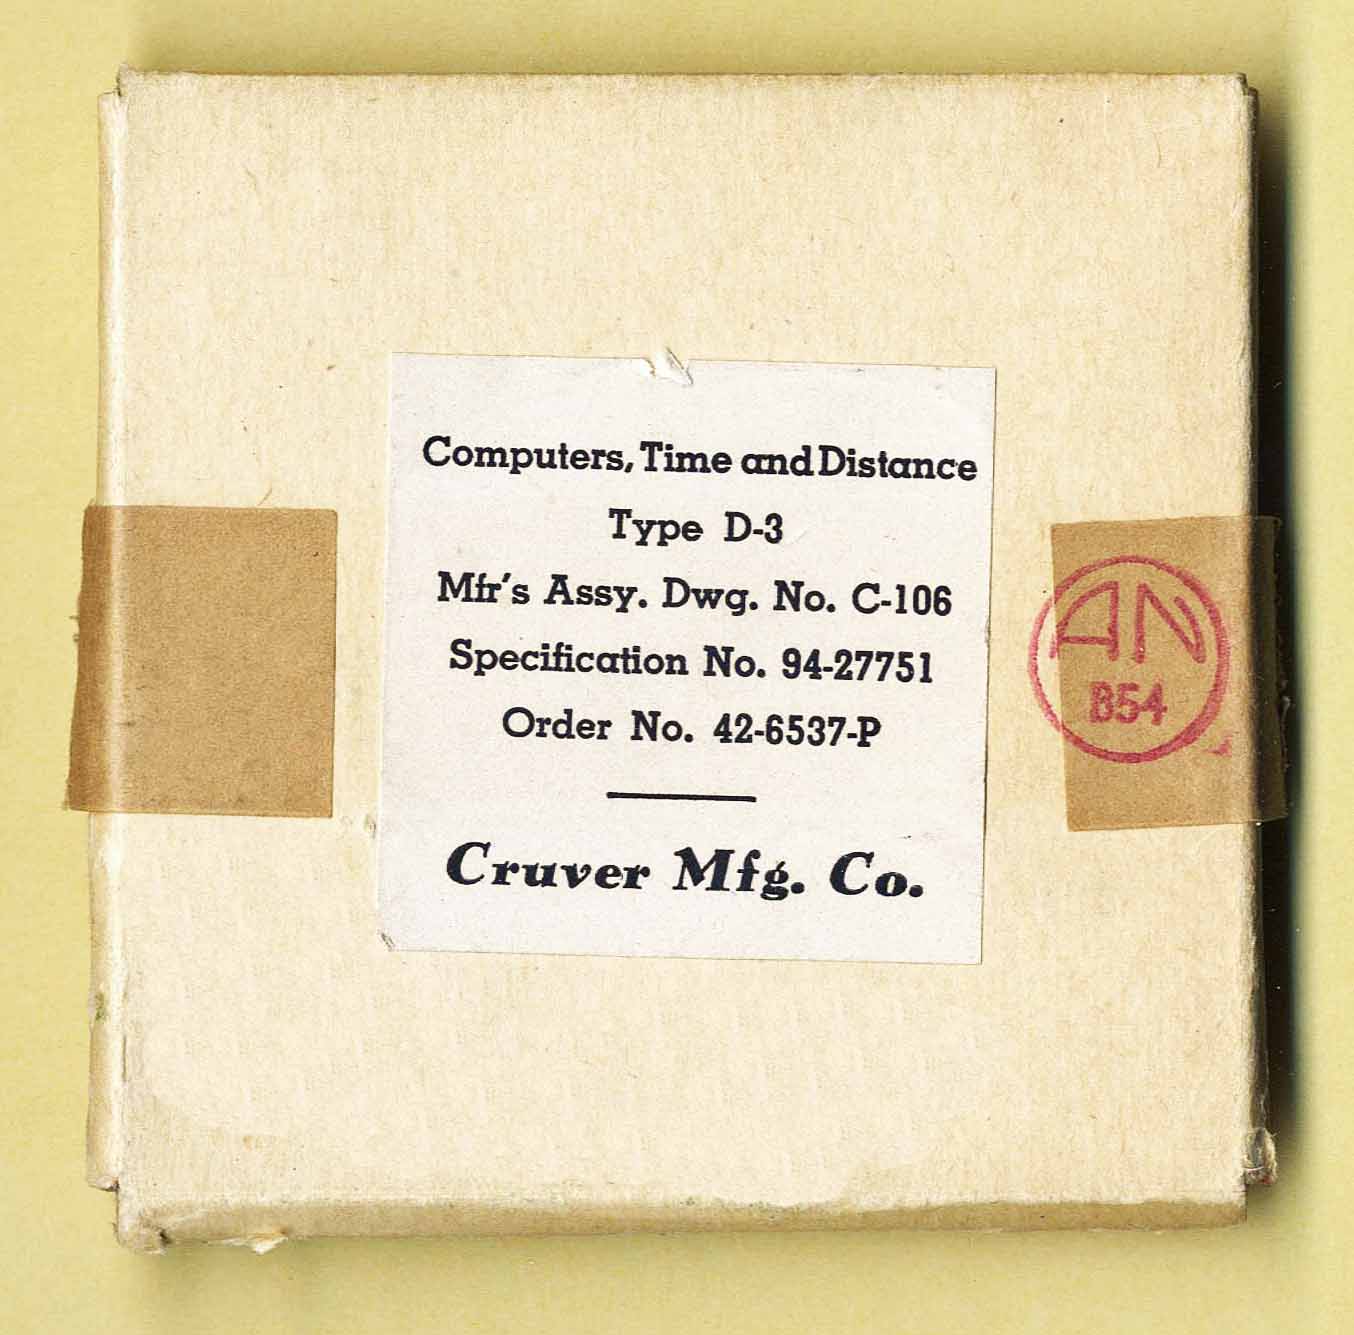 Computers, Time and Distance
Type D-3
Mfr's Assy. Dwg. No. C-106
Specification No. 94-27751
Order No. 42-6537-P
Cruver Mfg. Co.
AN
B54